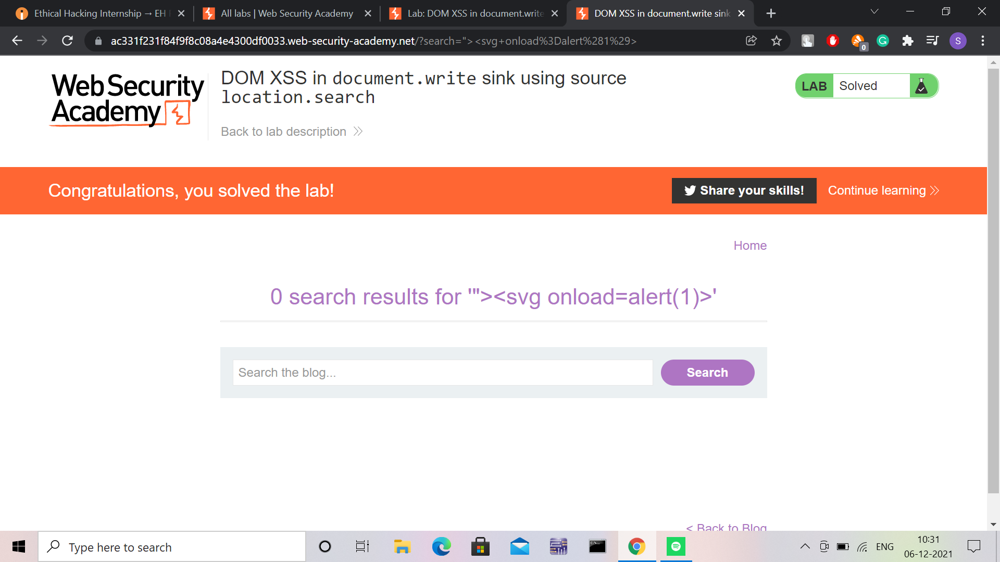 Ethical Hacking Internship → EH
All labs | Web Security Academy
Lab: DOM XSS in document.write
DOM XSS in document.write sink
ac331f231f84f9f8c08a4e4300df0033.web-security-academy.net/?search="><svg+onload%3Dalert%281%29>
0
S
Web Security
Academy
DOM XSS in document.write sink using source
location.search
LAB Solved
Back to lab description
Congratulations, you solved the lab!
Share your skills!
Continue learning
Home
0 search results for '"><svg onload=alert(1)>'
Search the blog...
Search
< Back to Blog
Type here to search
ENG
10:31
06-12-2021